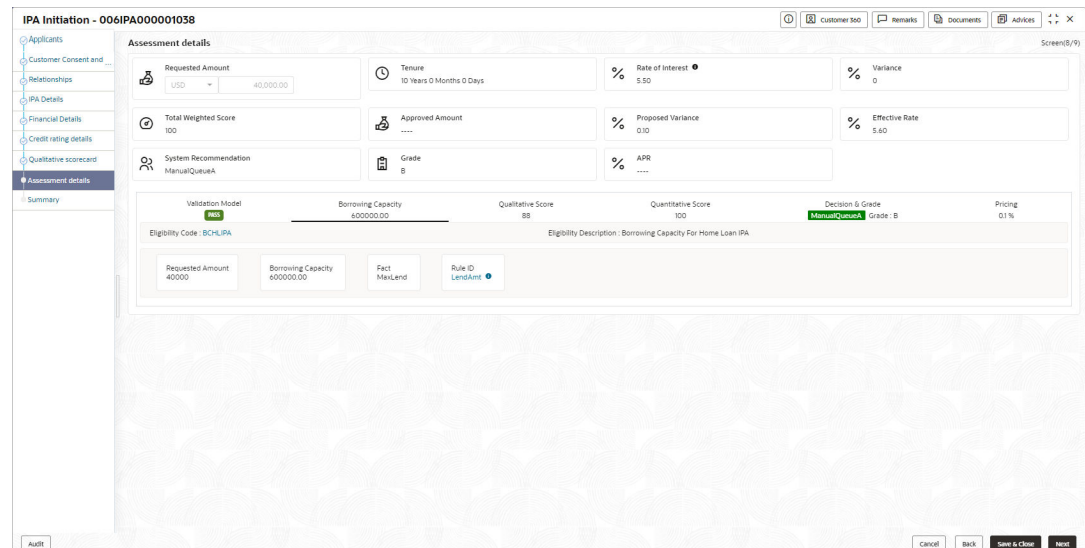 IPA Initiation - 006IPA000001038
Customer 360
Remarks
Documents
Advices
Applicants
Customer Consent and ...
Relationships
IPA Details
Financial Details
Credit rating details
Qualitative scorecard
Assessment details
Summary
Assessment details
Screen(8/9)
Requested Amount
USD 40,000.00
Tenure
10 Years 0 Months 0 Days
Rate of Interest
5.50
Variance
0
Total Weighted Score
100
Approved Amount
----
Proposed Variance
0.10
Effective Rate
5.60
System Recommendation
ManualQueueA
Grade
B
APR
----
Validation Model
PASS
Borrowing Capacity
600000.00
Qualitative Score
88
Quantitative Score
100
Decision & Grade
ManualQueueA Grade : B
Pricing
0.1 %
Eligibility Code : BCHLIPA
Eligibility Description : Borrowing Capacity For Home Loan IPA
Requested Amount
40000
Borrowing Capacity
600000.00
Fact
MaxLend
Rule ID
LendAmt
Audit
Cancel
Back
Save & Close
Next